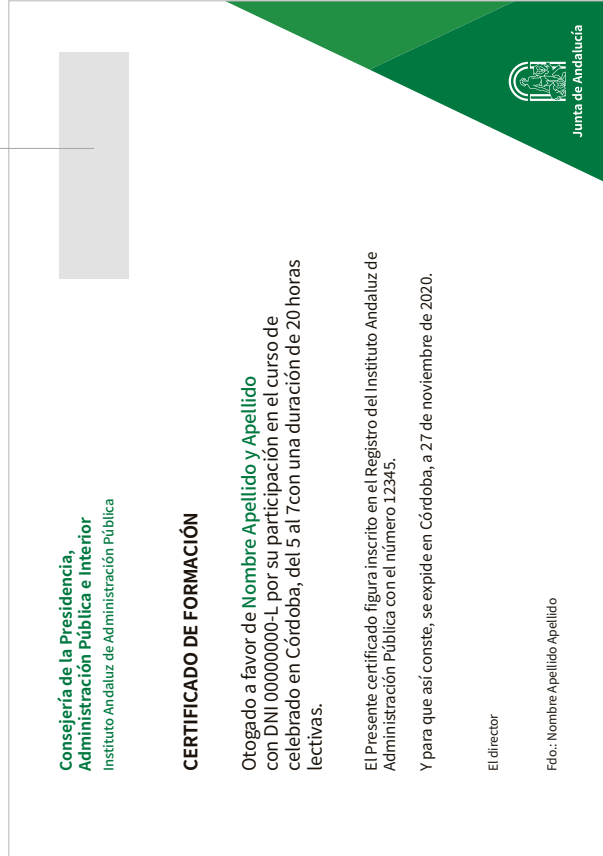 Consejería de la Presidencia,
Administración Pública e Interior
Instituto Andaluz de Administración Pública
CERTIFICADO DE FORMACIÓN
Otogado a favor de Nombre Apellido y Apellido
con DNI 00000000-L por su participación en el curso de
celebrado en Córdoba, del 5 al 7con una duración de 20 horas
lectivas.
El Presente certificado figura inscrito en el Registro del Instituto Andaluz de
Administración Pública con el número 12345.
Y para que así conste, se expide en Córdoba, a 27 de noviembre de 2020.
El director
Fdo.: Nombre Apellido Apellido
Junta de Andalucía